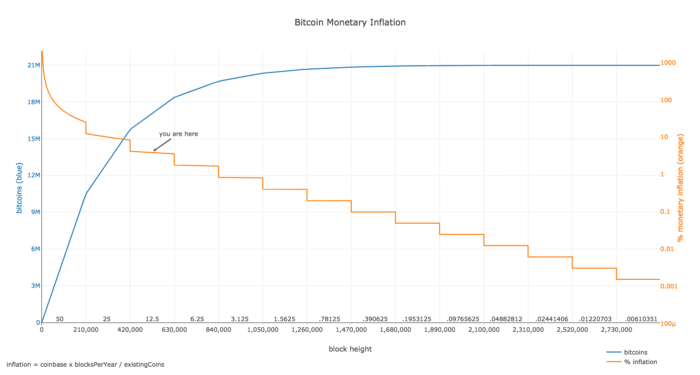 Bitcoin Monetary Inflation
21M
18M
15M
12M
9M
6M
3M
0
bitcoins (blue)
1000
100
10
1
0.1
0.01
0.001
100μ
% monetary inflation (orange)
you are here
50 25 12.5 6.25 3.125 1.5625 .78125 .390625 .1953125 .09765625 .04882812 .02441406 .01220703 .00610351
0 210,000 420,000 630,000 840,000 1,050,000 1,260,000 1,470,000 1,680,000 1,890,000 2,100,000 2,310,000 2,520,000 2,730,000
block height
bitcoins
% inflation
inflation = coinbase x blocksPerYear / existingCoins